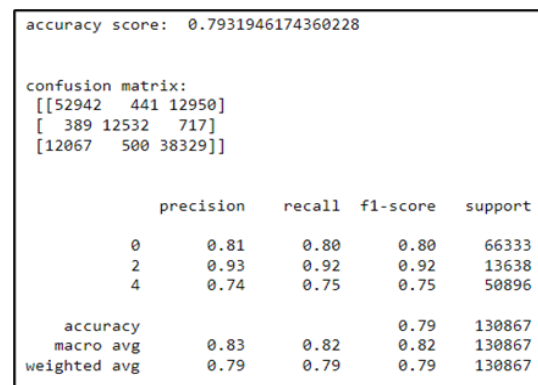 accuracy score: 0.7931946174360228
confusion matrix:
[[52942 441 12950]
[ 389 12532 717]
[12067 500 38329]]
precision recall f1-score support
0 0.81 0.80 0.80 66333
2 0.93 0.92 0.92 13638
4 0.74 0.75 0.75 50896
accuracy 0.79 130867
macro avg 0.83 0.82 0.82 130867
weighted avg 0.79 0.79 0.79 130867